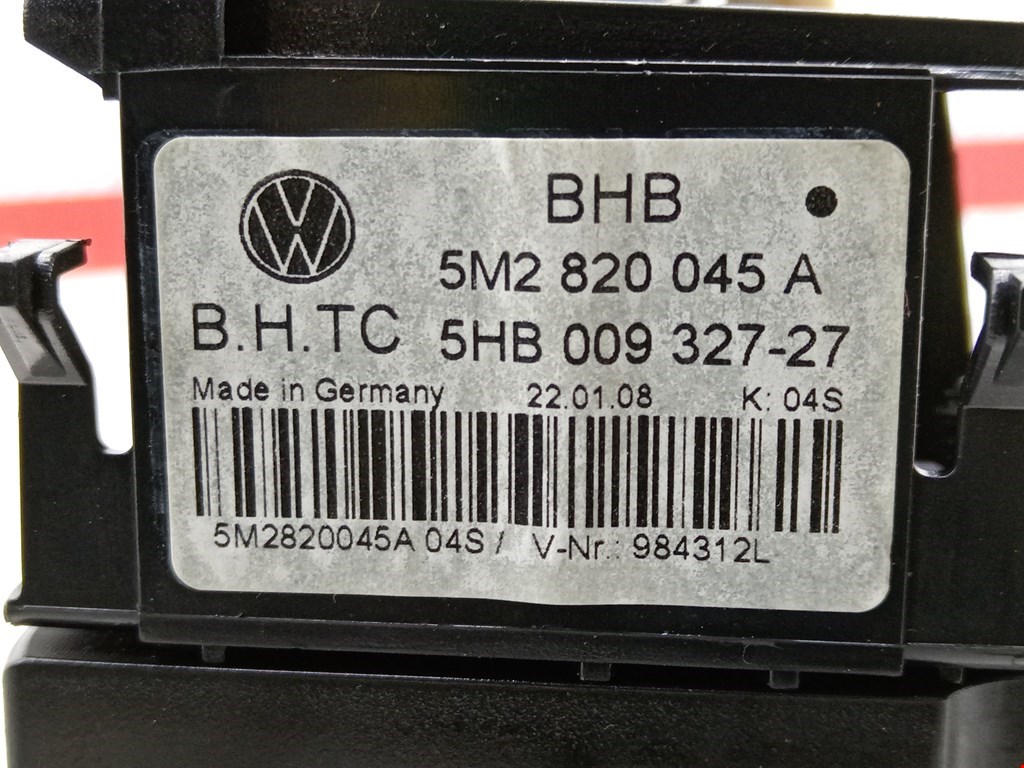 BHB
5M2 820 045 A
B.H.TC 5HB 009 327-27
Made in Germany 22.01.08 K: 04S
5M2820045A 04S / V-Nr.: 984312L